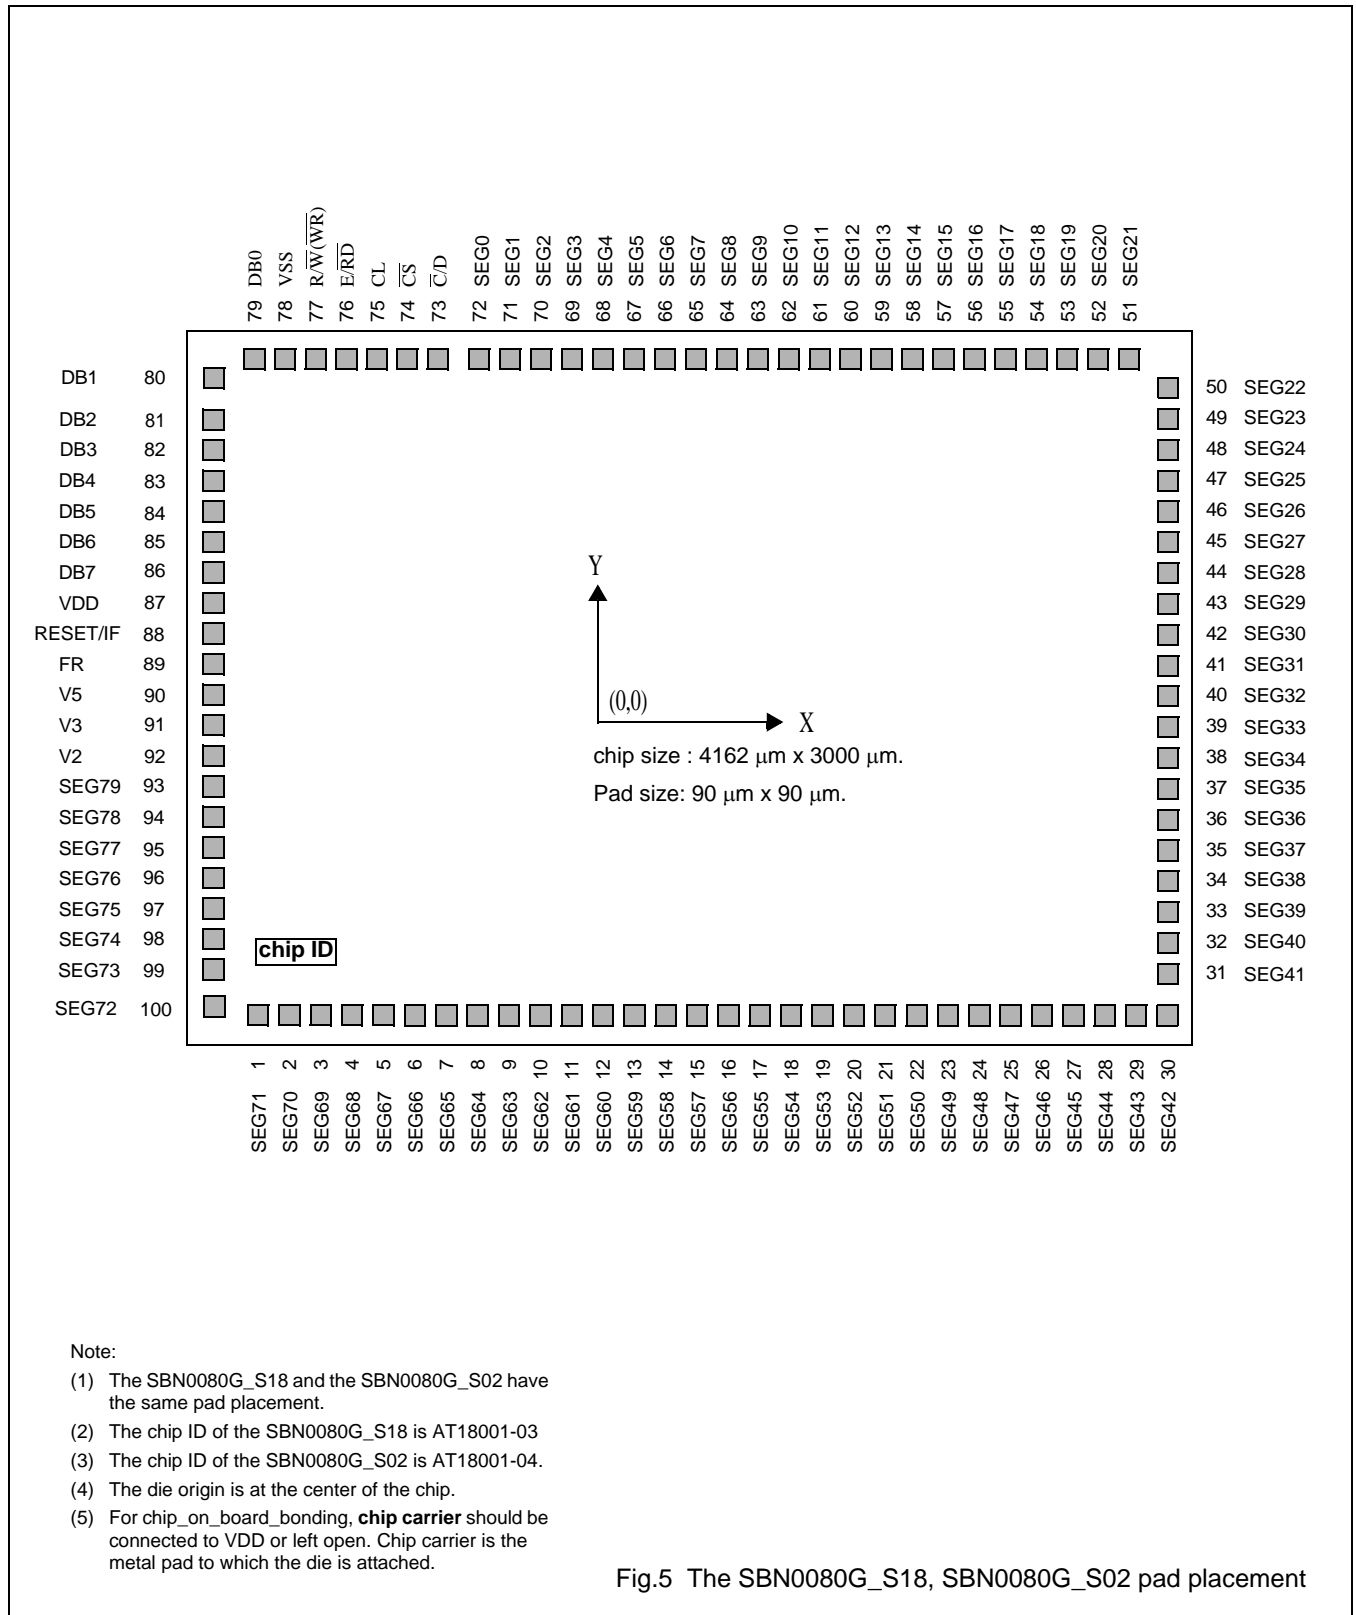 79 DB0
78 VSS
77 R/W̅(W̅R̅)
76 E/R̅D̅
75 CL
74 C̅S̅
73 C̅/D
72 SEG0
71 SEG1
70 SEG2
69 SEG3
68 SEG4
67 SEG5
66 SEG6
65 SEG7
64 SEG8
63 SEG9
62 SEG10
61 SEG11
60 SEG12
59 SEG13
58 SEG14
57 SEG15
56 SEG16
55 SEG17
54 SEG18
53 SEG19
52 SEG20
51 SEG21
DB1 80
DB2 81
DB3 82
DB4 83
DB5 84
DB6 85
DB7 86
VDD 87
RESET/IF 88
FR 89
V5 90
V3 91
V2 92
SEG79 93
SEG78 94
SEG77 95
SEG76 96
SEG75 97
SEG74 98
SEG73 99
SEG72 100
50 SEG22
49 SEG23
48 SEG24
47 SEG25
46 SEG26
45 SEG27
44 SEG28
43 SEG29
42 SEG30
41 SEG31
40 SEG32
39 SEG33
38 SEG34
37 SEG35
36 SEG36
35 SEG37
34 SEG38
33 SEG39
32 SEG40
31 SEG41
Y
(0,0)
X
chip size : 4162 μm x 3000 μm.
Pad size: 90 μm x 90 μm.
chip ID
SEG71 1
SEG70 2
SEG69 3
SEG68 4
SEG67 5
SEG66 6
SEG65 7
SEG64 8
SEG63 9
SEG62 10
SEG61 11
SEG60 12
SEG59 13
SEG58 14
SEG57 15
SEG56 16
SEG55 17
SEG54 18
SEG53 19
SEG52 20
SEG51 21
SEG50 22
SEG49 23
SEG48 24
SEG47 25
SEG46 26
SEG45 27
SEG44 28
SEG43 29
SEG42 30
Note:
(1) The SBN0080G_S18 and the SBN0080G_S02 have
the same pad placement.
(2) The chip ID of the SBN0080G_S18 is AT18001-03
(3) The chip ID of the SBN0080G_S02 is AT18001-04.
(4) The die origin is at the center of the chip.
(5) For chip_on_board_bonding, chip carrier should be
connected to VDD or left open. Chip carrier is the
metal pad to which the die is attached.
Fig.5 The SBN0080G_S18, SBN0080G_S02 pad placement